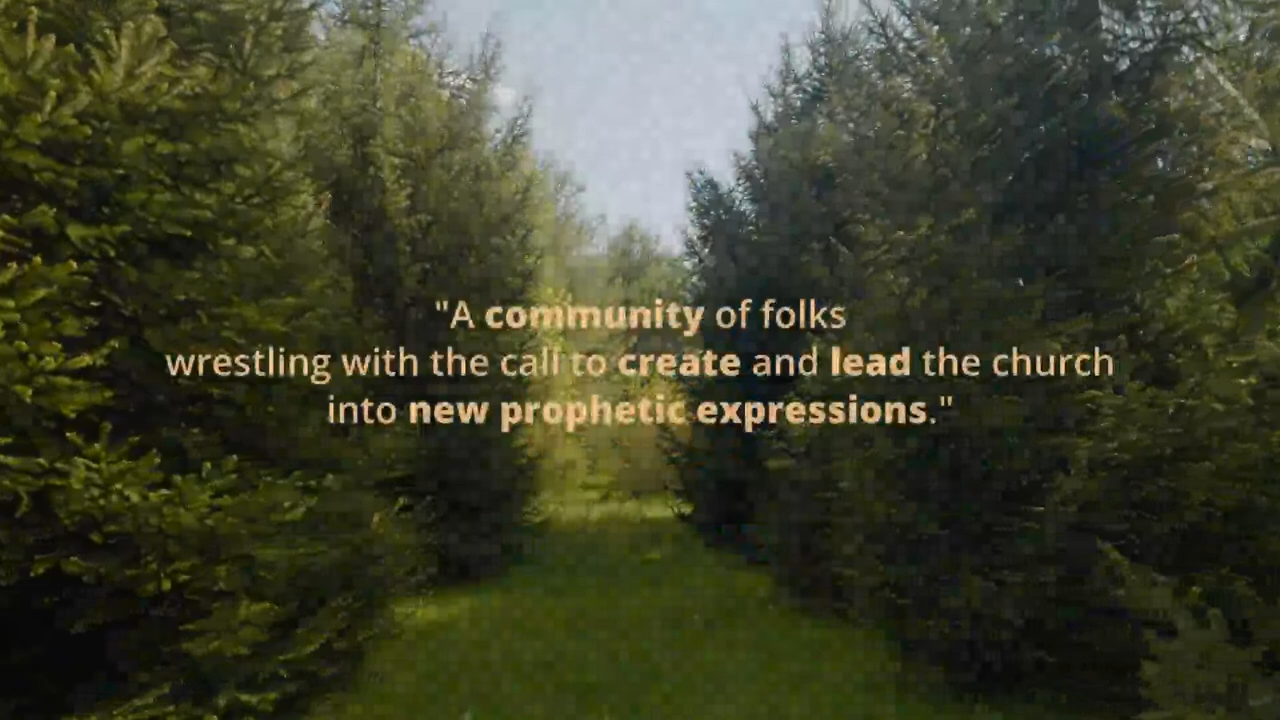 "A community of folks
wrestling with the call to create and lead the church
into new prophetic expressions."